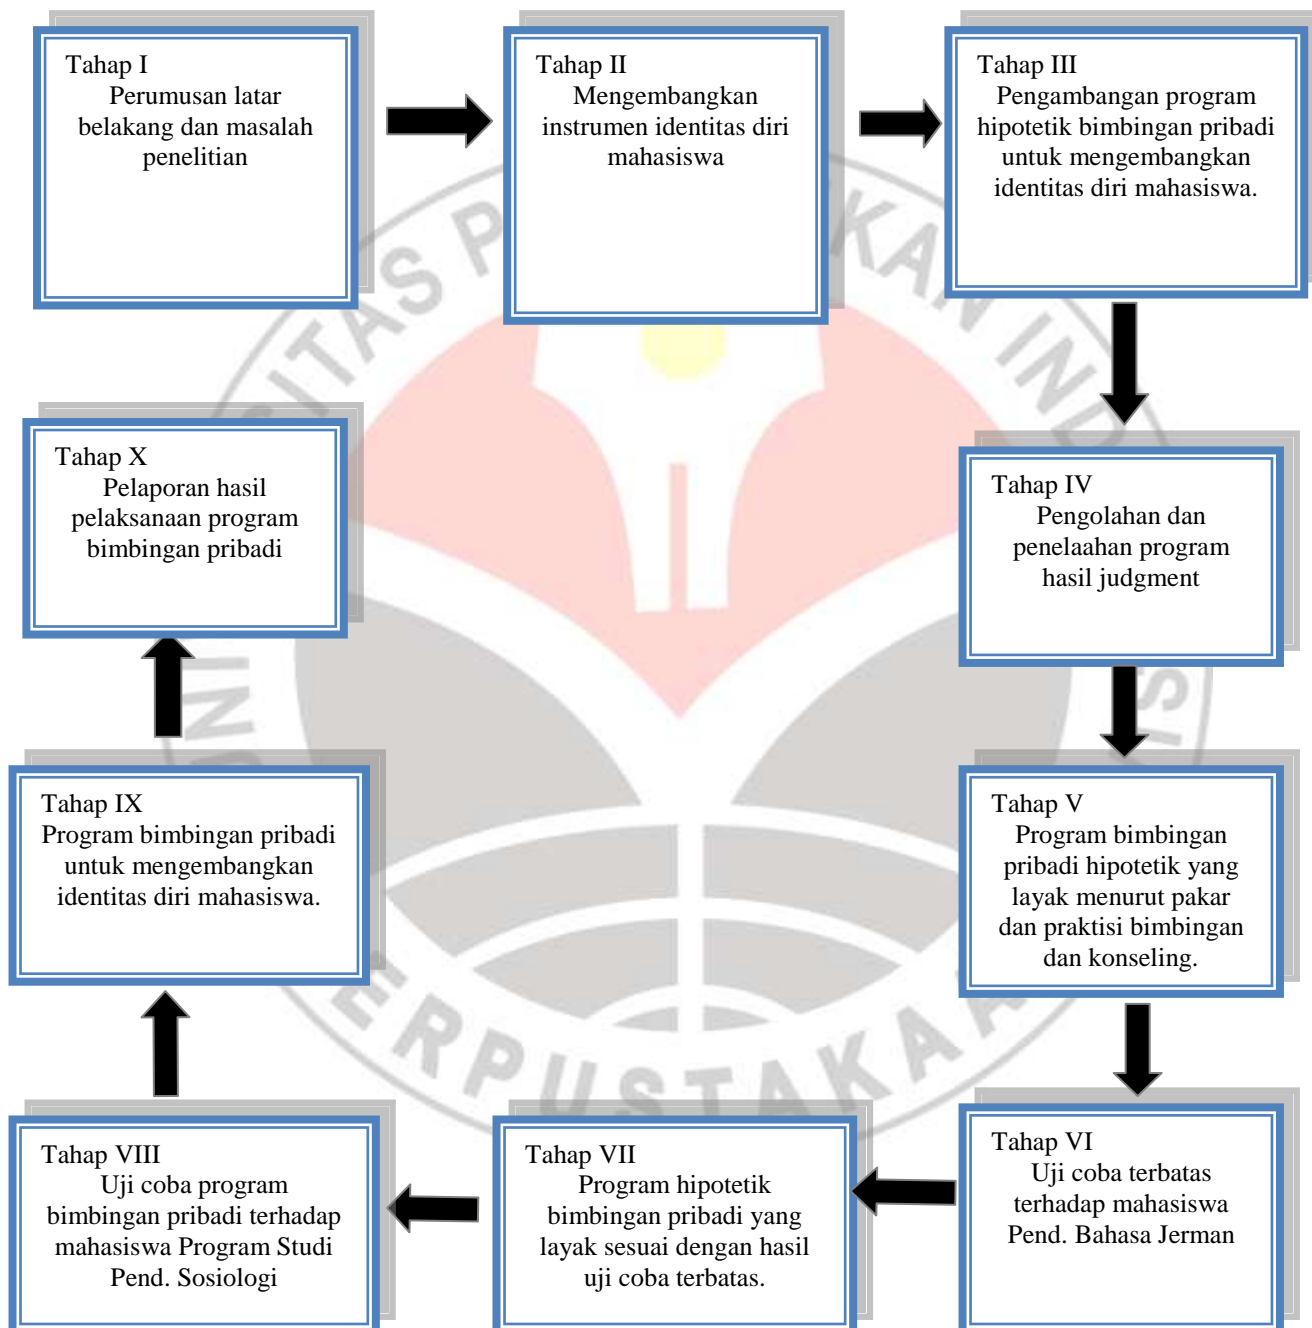 Tahap I
Perumusan latar
belakang dan masalah
penelitian
Tahap II
Mengembangkan
instrumen identitas diri
mahasiswa
Tahap III
Pengambangan program
hipotetik bimbingan pribadi
untuk mengembangkan
identitas diri mahasiswa.
Tahap IV
Pengolahan dan
penelaahan program
hasil judgment
Tahap V
Program bimbingan
pribadi hipotetik yang
layak menurut pakar
dan praktisi bimbingan
dan konseling.
Tahap VI
Uji coba terbatas
terhadap mahasiswa
Pend. Bahasa Jerman
Tahap VII
Program hipotetik
bimbingan pribadi yang
layak sesuai dengan hasil
uji coba terbatas.
Tahap VIII
Uji coba program
bimbingan pribadi terhadap
mahasiswa Program Studi
Pend. Sosiologi
Tahap IX
Program bimbingan pribadi
untuk mengembangkan
identitas diri mahasiswa.
Tahap X
Pelaporan hasil
pelaksanaan program
bimbingan pribadi